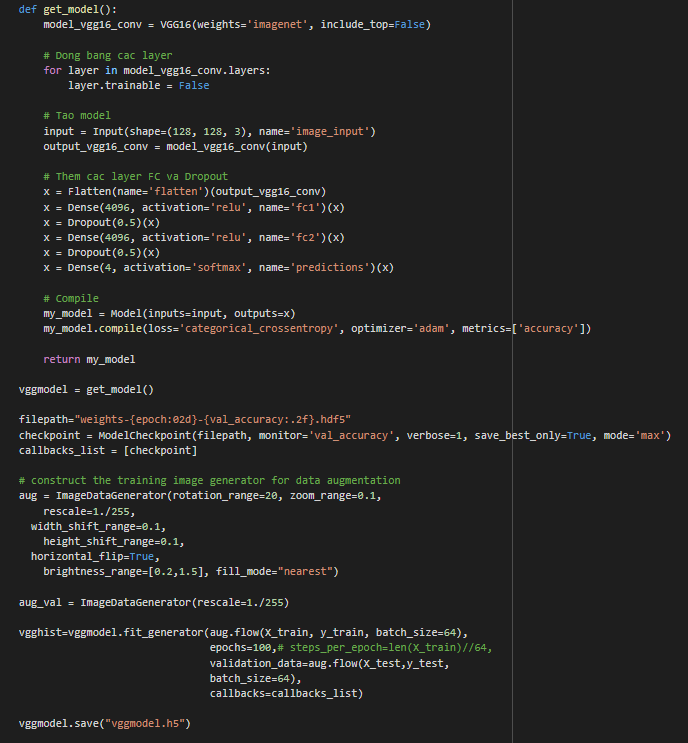 def get_model():
    model_vgg16_conv = VGG16(weights='imagenet', include_top=False)

    # Dong bang cac layer
    for layer in model_vgg16_conv.layers:
        layer.trainable = False

    # Tao model
    input = Input(shape=(128, 128, 3), name='image_input')
    output_vgg16_conv = model_vgg16_conv(input)

    # Them cac layer FC va Dropout
    x = Flatten(name='flatten')(output_vgg16_conv)
    x = Dense(4096, activation='relu', name='fc1')(x)
    x = Dropout(0.5)(x)
    x = Dense(4096, activation='relu', name='fc2')(x)
    x = Dropout(0.5)(x)
    x = Dense(4, activation='softmax', name='predictions')(x)

    # Compile
    my_model = Model(inputs=input, outputs=x)
    my_model.compile(loss='categorical_crossentropy', optimizer='adam', metrics=['accuracy'])

    return my_model

vggmodel = get_model()

filepath="weights-{epoch:02d}-{val_accuracy:.2f}.hdf5"
checkpoint = ModelCheckpoint(filepath, monitor='val_accuracy', verbose=1, save_best_only=True, mode='max')
callbacks_list = [checkpoint]

# construct the training image generator for data augmentation
aug = ImageDataGenerator(rotation_range=20, zoom_range=0.1,
    rescale=1./255,
  width_shift_range=0.1,
    height_shift_range=0.1,
  horizontal_flip=True,
    brightness_range=[0.2,1.5], fill_mode="nearest")

aug_val = ImageDataGenerator(rescale=1./255)

vgghist=vggmodel.fit_generator(aug.flow(X_train, y_train, batch_size=64),
                               epochs=100,# steps_per_epoch=len(X_train)//64,
                               validation_data=aug.flow(X_test,y_test,
                               batch_size=64),
                               callbacks=callbacks_list)

vggmodel.save("vggmodel.h5")